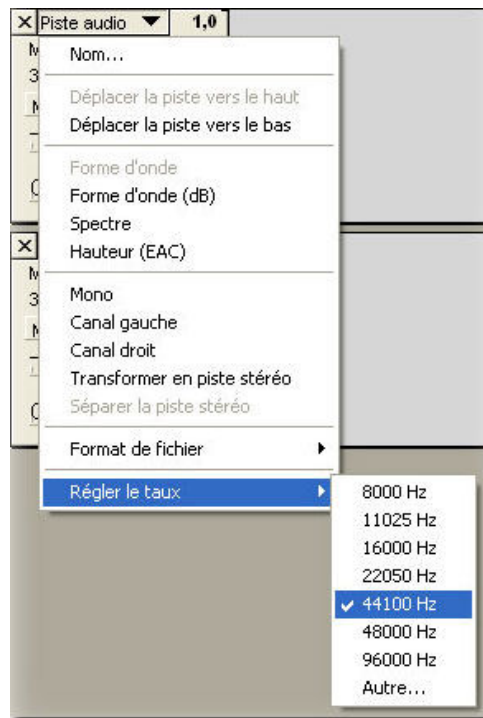 Piste audio 1,0
Nom...
Déplacer la piste vers le haut
Déplacer la piste vers le bas
Forme d'onde
Forme d'onde (dB)
Spectre
Hauteur (EAC)
Mono
Canal gauche
Canal droit
Transformer en piste stéréo
Séparer la piste stéréo
Format de fichier
Régler le taux
8000 Hz
11025 Hz
16000 Hz
22050 Hz
44100 Hz
48000 Hz
96000 Hz
Autre...